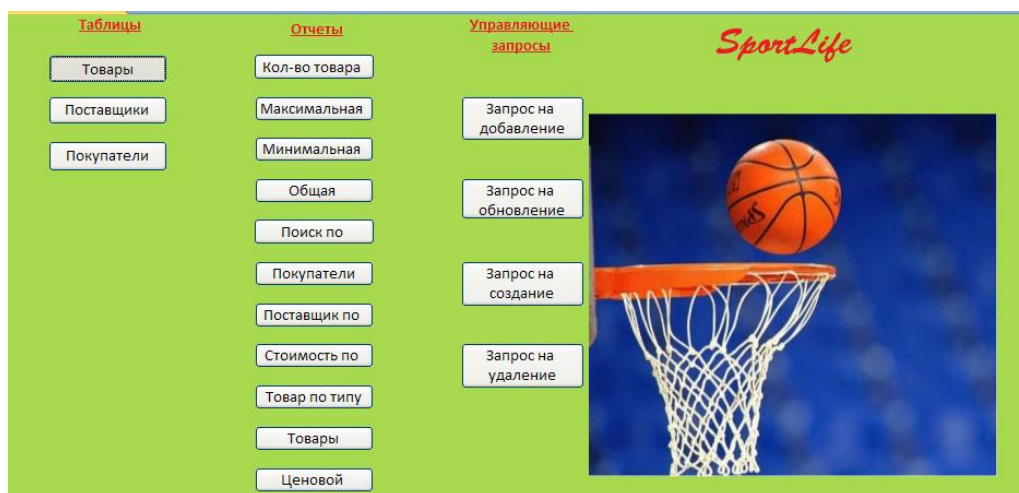 Таблицы
Товары
Поставщики
Покупатели
Отчеты
Кол-во товара
Максимальная
Минимальная
Общая
Поиск по
Покупатели
Поставщик по
Стоимость по
Товар по типу
Товары
Ценовой
Управляющие
запросы
Запрос на
добавление
Запрос на
обновление
Запрос на
создание
Запрос на
удаление
SportLife
SPALDING